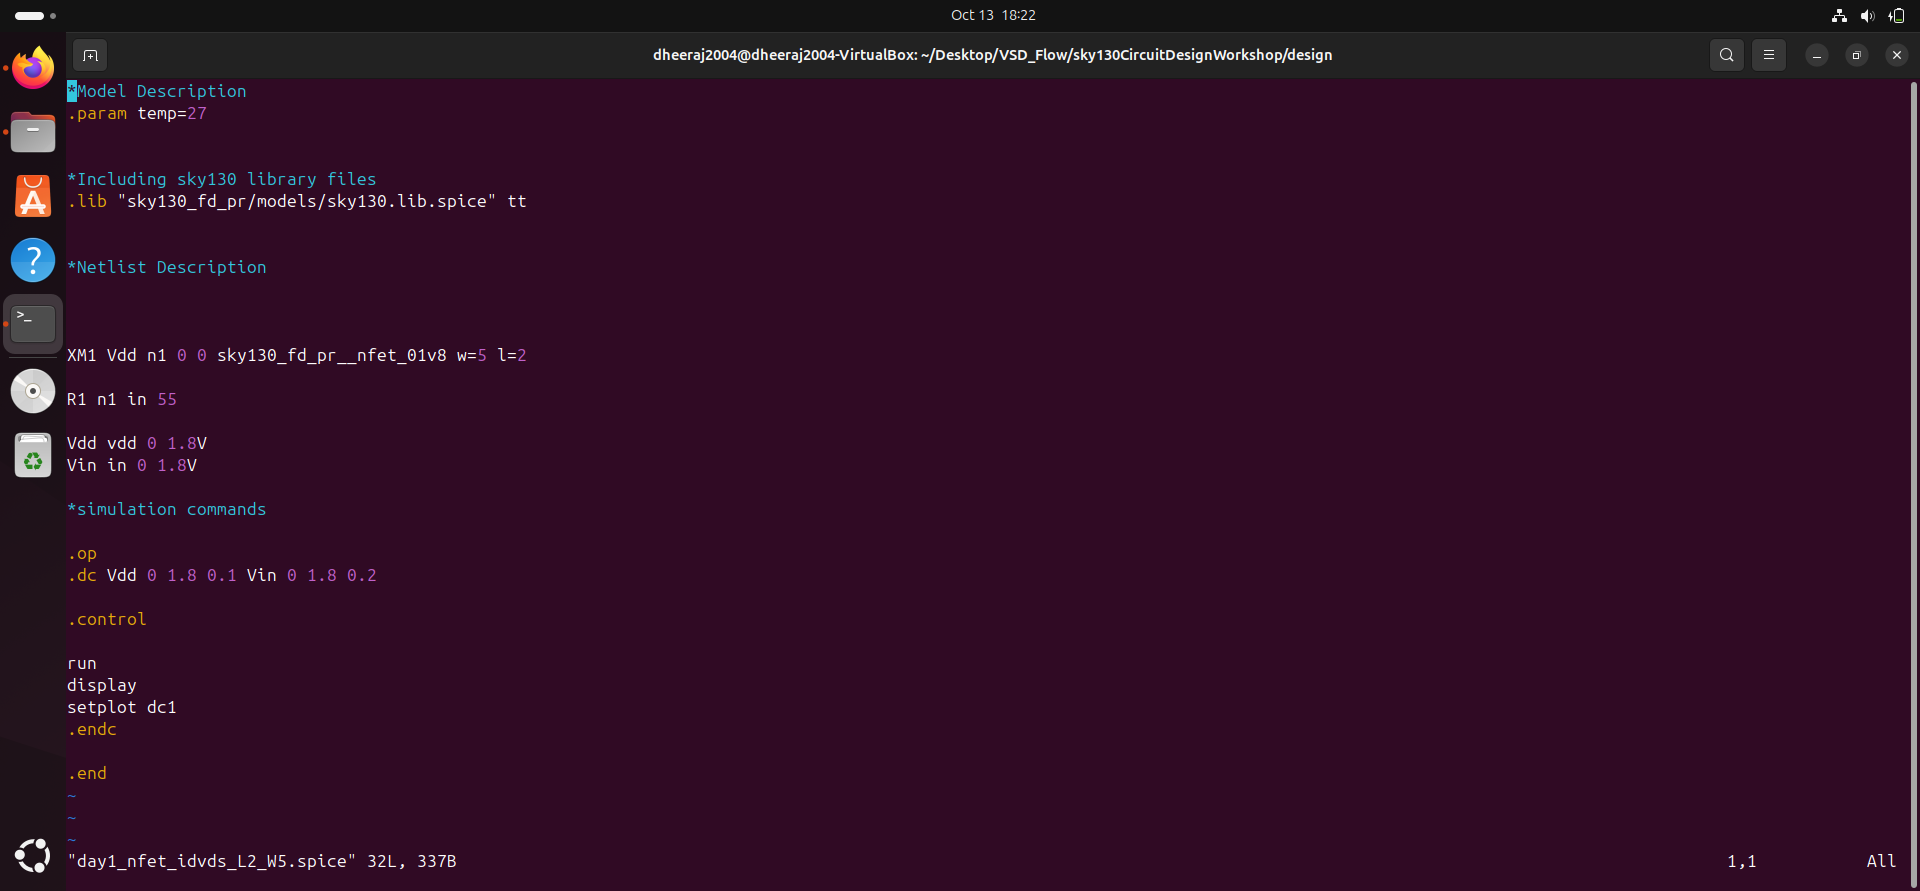 Oct 13 18:22
dheeraj2004@dheeraj2004-VirtualBox: ~/Desktop/VSD_Flow/sky130CircuitDesignWorkshop/design
*Model Description
.param temp=27
*Including sky130 library files
.lib "sky130_fd_pr/models/sky130.lib.spice" tt
*Netlist Description
XM1 Vdd n1 0 0 sky130_fd_pr__nfet_01v8 w=5 l=2
R1 n1 in 55
Vdd vdd 0 1.8V
Vin in 0 1.8V
*simulation commands
.op
.dc Vdd 0 1.8 0.1 Vin 0 1.8 0.2
.control
run
display
setplot dc1
.endc
.end
~
~
~
"day1_nfet_idvds_L2_W5.spice" 32L, 337B 1,1 All